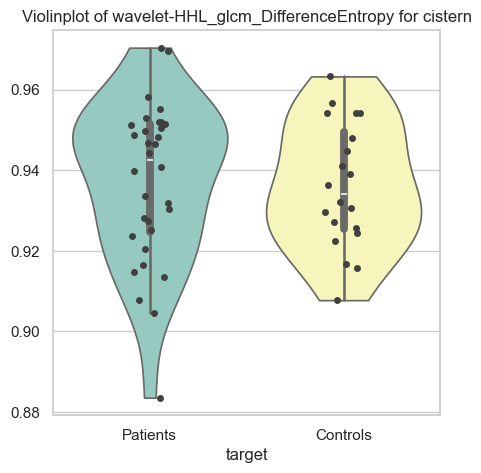 Violinplot of wavelet-HHL_glcm_DifferenceEntropy for cistern
0.96
0.94
0.92
0.90
0.88
Patients
Controls
target